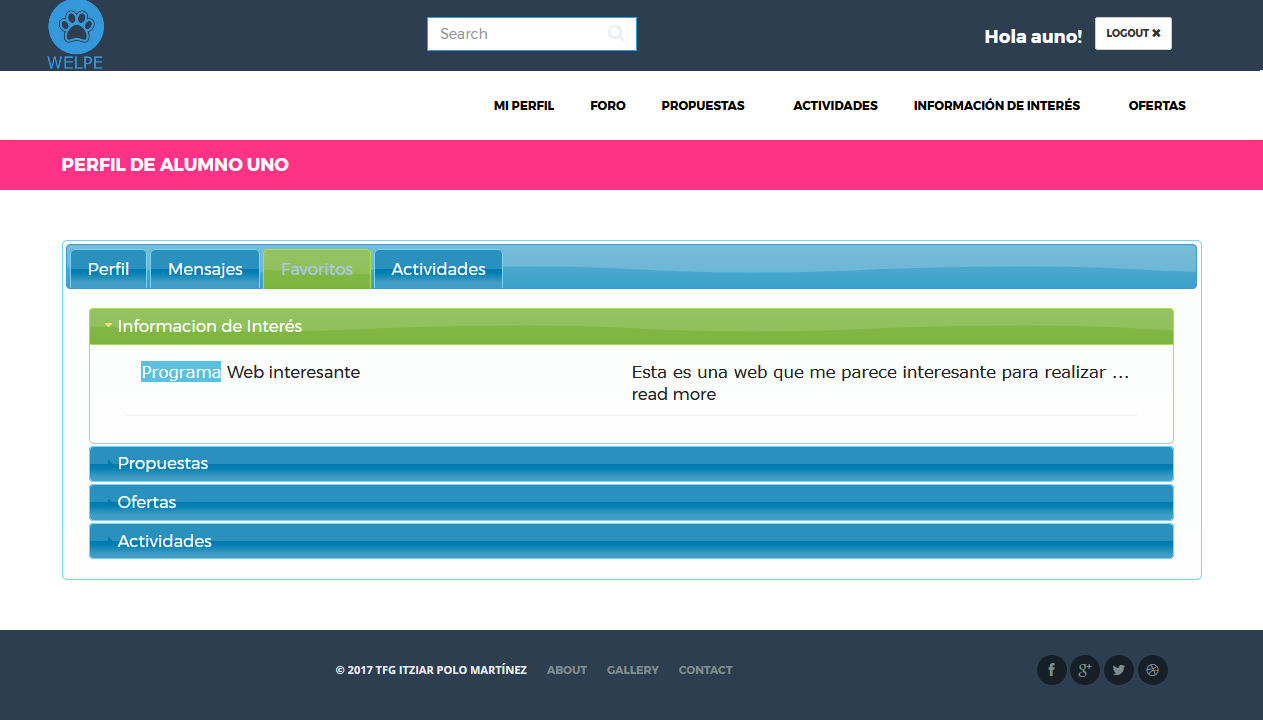 WELPE
Search
Hola auno!
LOGOUT ✖
MI PERFIL FORO PROPUESTAS ACTIVIDADES INFORMACIÓN DE INTERÉS OFERTAS
PERFIL DE ALUMNO UNO
Perfil Mensajes Favoritos Actividades
Informacion de Interés
Programa Web interesante
Esta es una web que me parece interesante para realizar ...
read more
Propuestas
Ofertas
Actividades
© 2017 TFG ITZIAR POLO MARTÍNEZ ABOUT GALLERY CONTACT